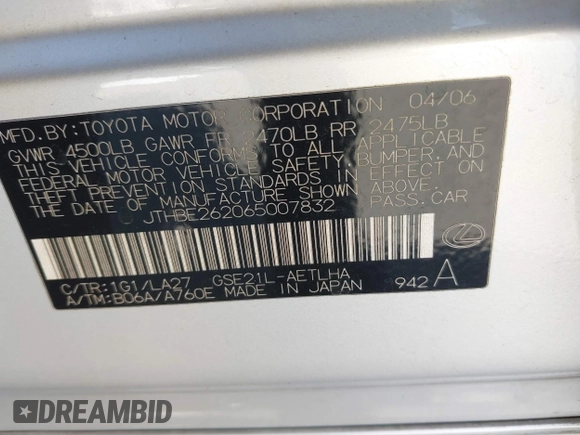 MFD. BY: TOYOTA MOTOR CORPORATION 04/06
GVWR 4500LB GAWR FR 2470LB RR 2475LB
THIS VEHICLE CONFORMS TO ALL APPLICABLE
FEDERAL MOTOR VEHICLE SAFETY, BUMPER, AND
THEFT PREVENTION STANDARDS IN EFFECT ON
THE DATE OF MANUFACTURE SHOWN ABOVE.
JTHBE262065007832 PASS.CAR
C/TR:1G1/LA27 GSE21L-AETLHA
A/TM:B06A/A760E MADE IN JAPAN 942 A
DREAMBID